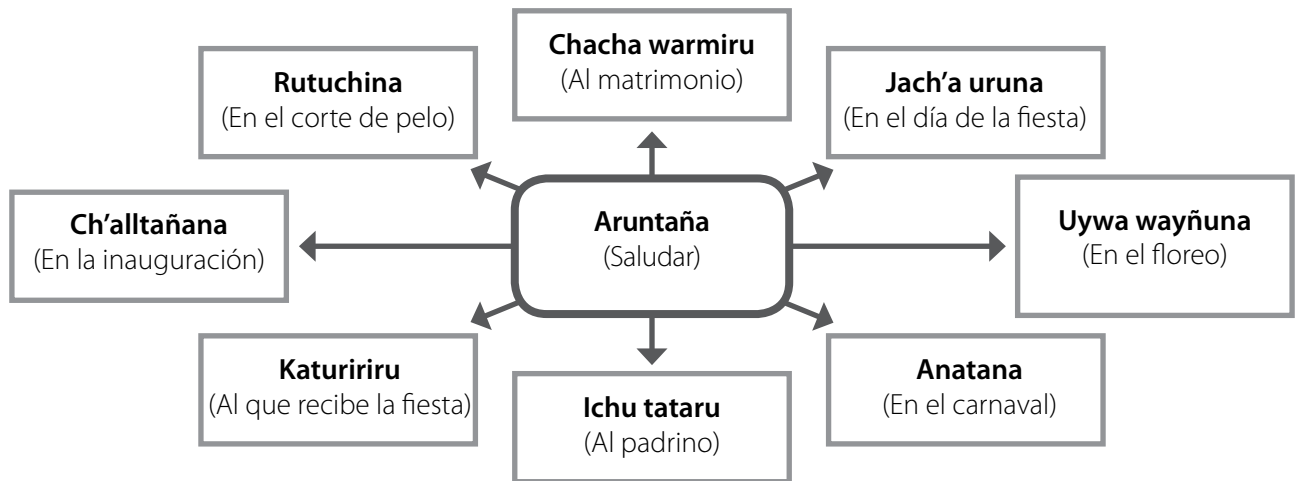 Chacha warmiru
(Al matrimonio)
Rutuchina
(En el corte de pelo)
Jach’a uruna
(En el día de la fiesta)
Ch’alltañana
(En la inauguración)
Aruntaña
(Saludar)
Uywa wayñuna
(En el floreo)
Katuririru
(Al que recibe la fiesta)
Ichu tataru
(Al padrino)
Anatana
(En el carnaval)